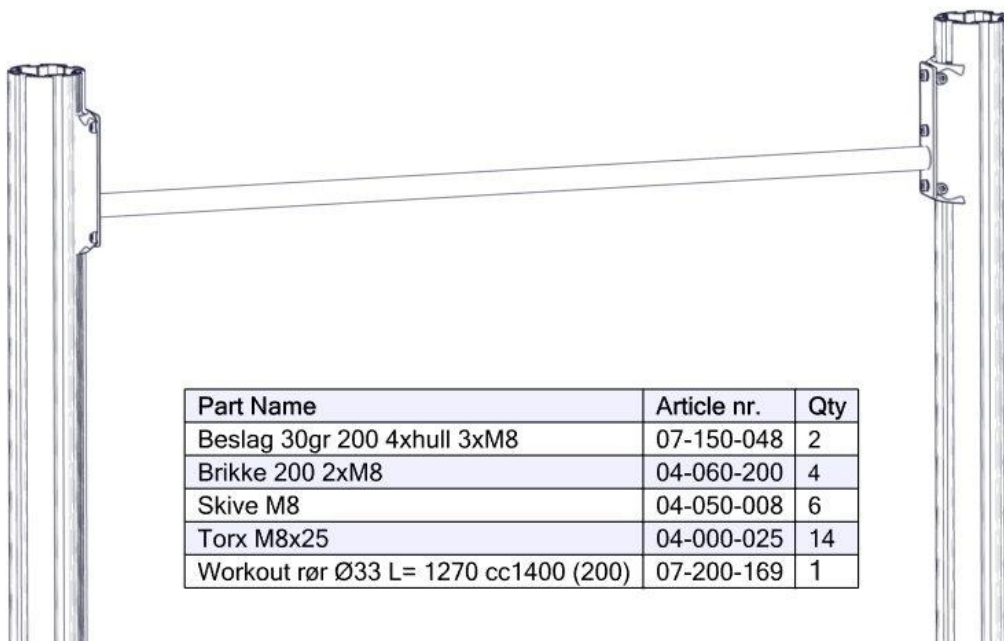 Part Name Article nr. Qty
Beslag 30gr 200 4xhull 3xM8 07-150-048 2
Brikke 200 2xM8 04-060-200 4
Skive M8 04-050-008 6
Torx M8x25 04-000-025 14
Workout rør Ø33 L= 1270 cc1400 (200) 07-200-169 1